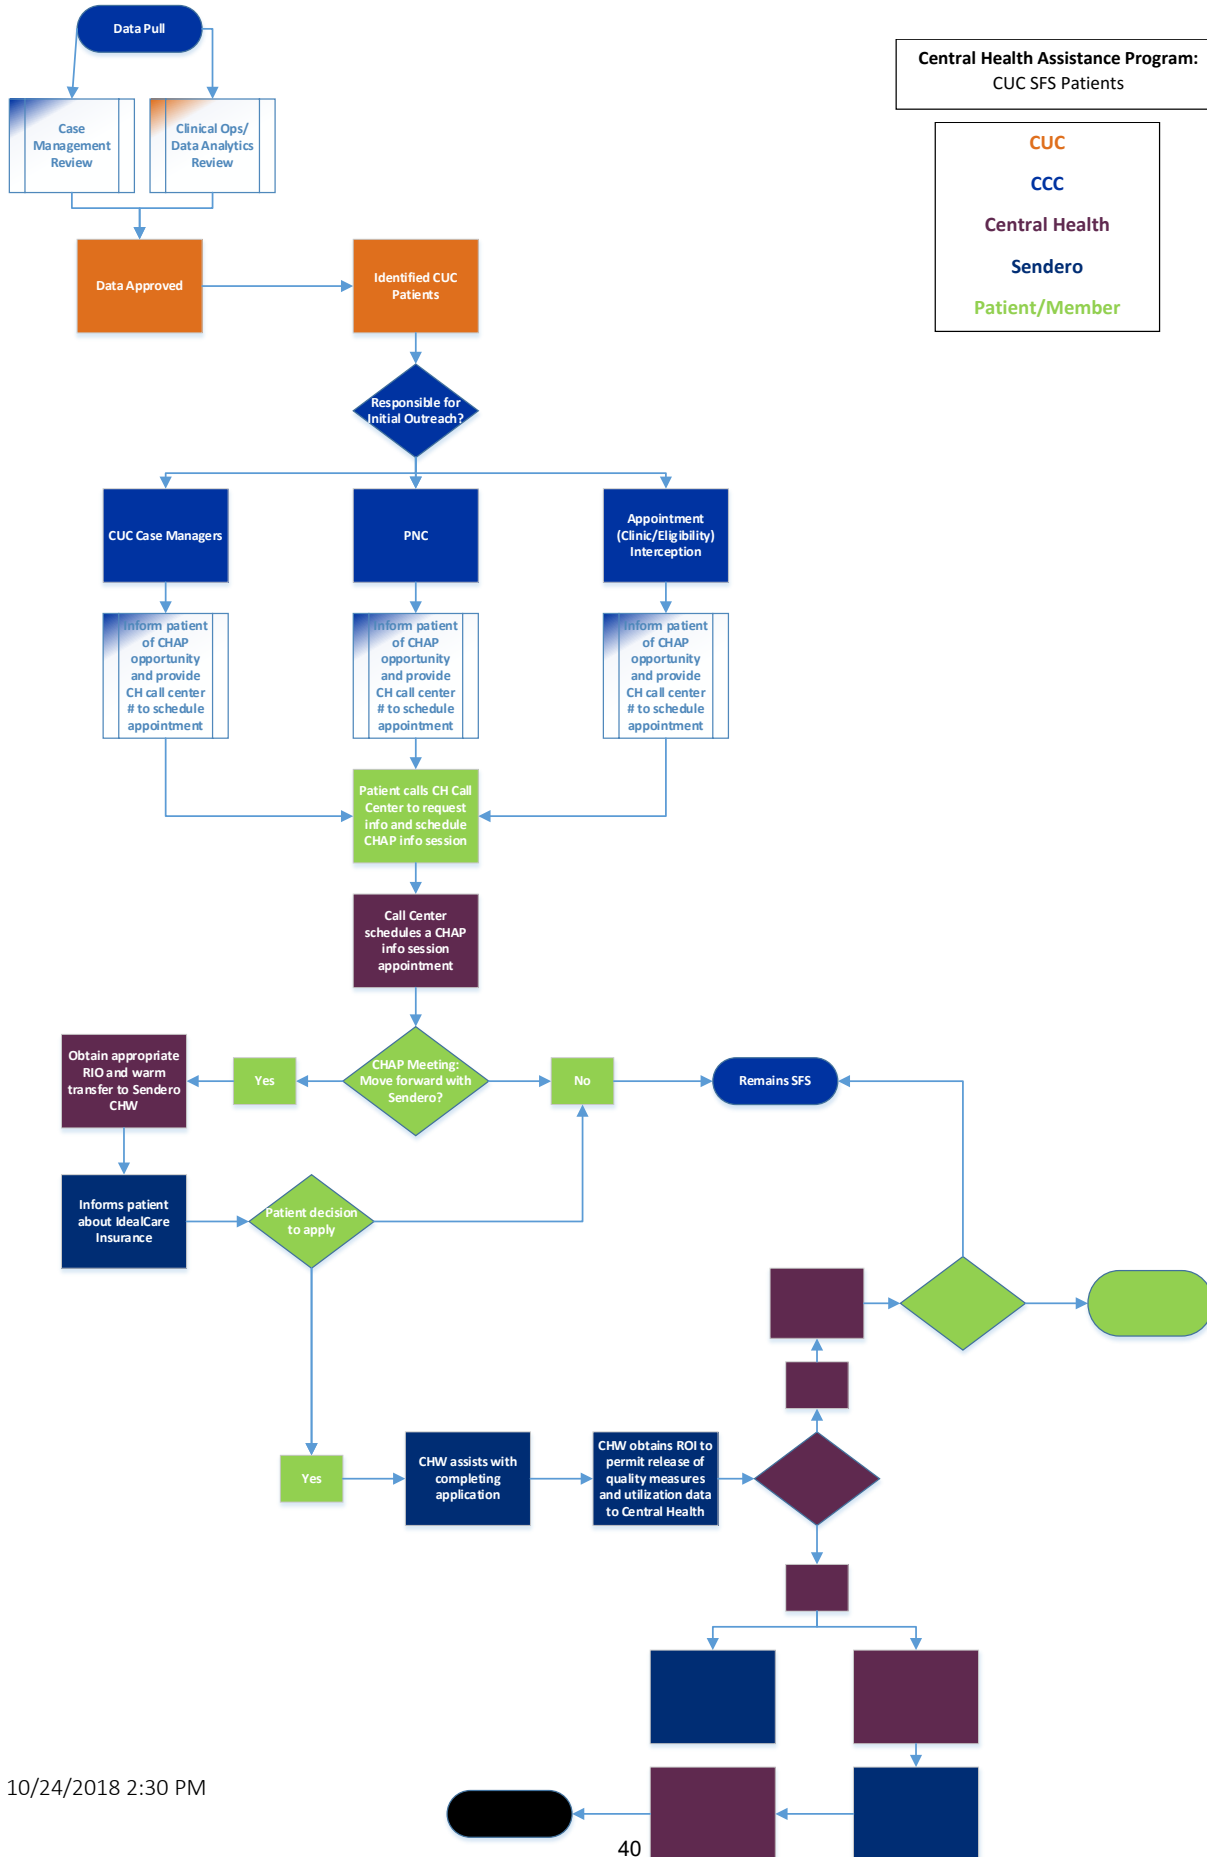 Data Pull
Central Health Assistance Program:
CUC SFS Patients
CUC
CCC
Central Health
Sendero
Patient/Member
Case
Management
Review
Clinical Ops/
Data Analytics
Review
Data Approved
Identified CUC
Patients
Responsible for
Initial Outreach?
CUC Case Managers
PNC
Appointment
(Clinic/Eligibility)
Interception
Inform patient
of CHAP
opportunity
and provide
CH call center
# to schedule
appointment
Inform patient
of CHAP
opportunity
and provide
CH call center
# to schedule
appointment
Inform patient
of CHAP
opportunity
and provide
CH call center
# to schedule
appointment
Patient calls CH Call
Center to request
info and schedule
CHAP info session
Call Center
schedules a CHAP
info session
appointment
Obtain appropriate
RIO and warm
transfer to Sendero
CHW
Yes
CHAP Meeting:
Move forward with
Sendero?
No
Remains SFS
Informs patient
about IdealCare
Insurance
Patient decision
to apply
Yes
CHW assists with
completing
application
CHW obtains ROI to
permit release of
quality measures
and utilization data
to Central Health
10/24/2018 2:30 PM
40